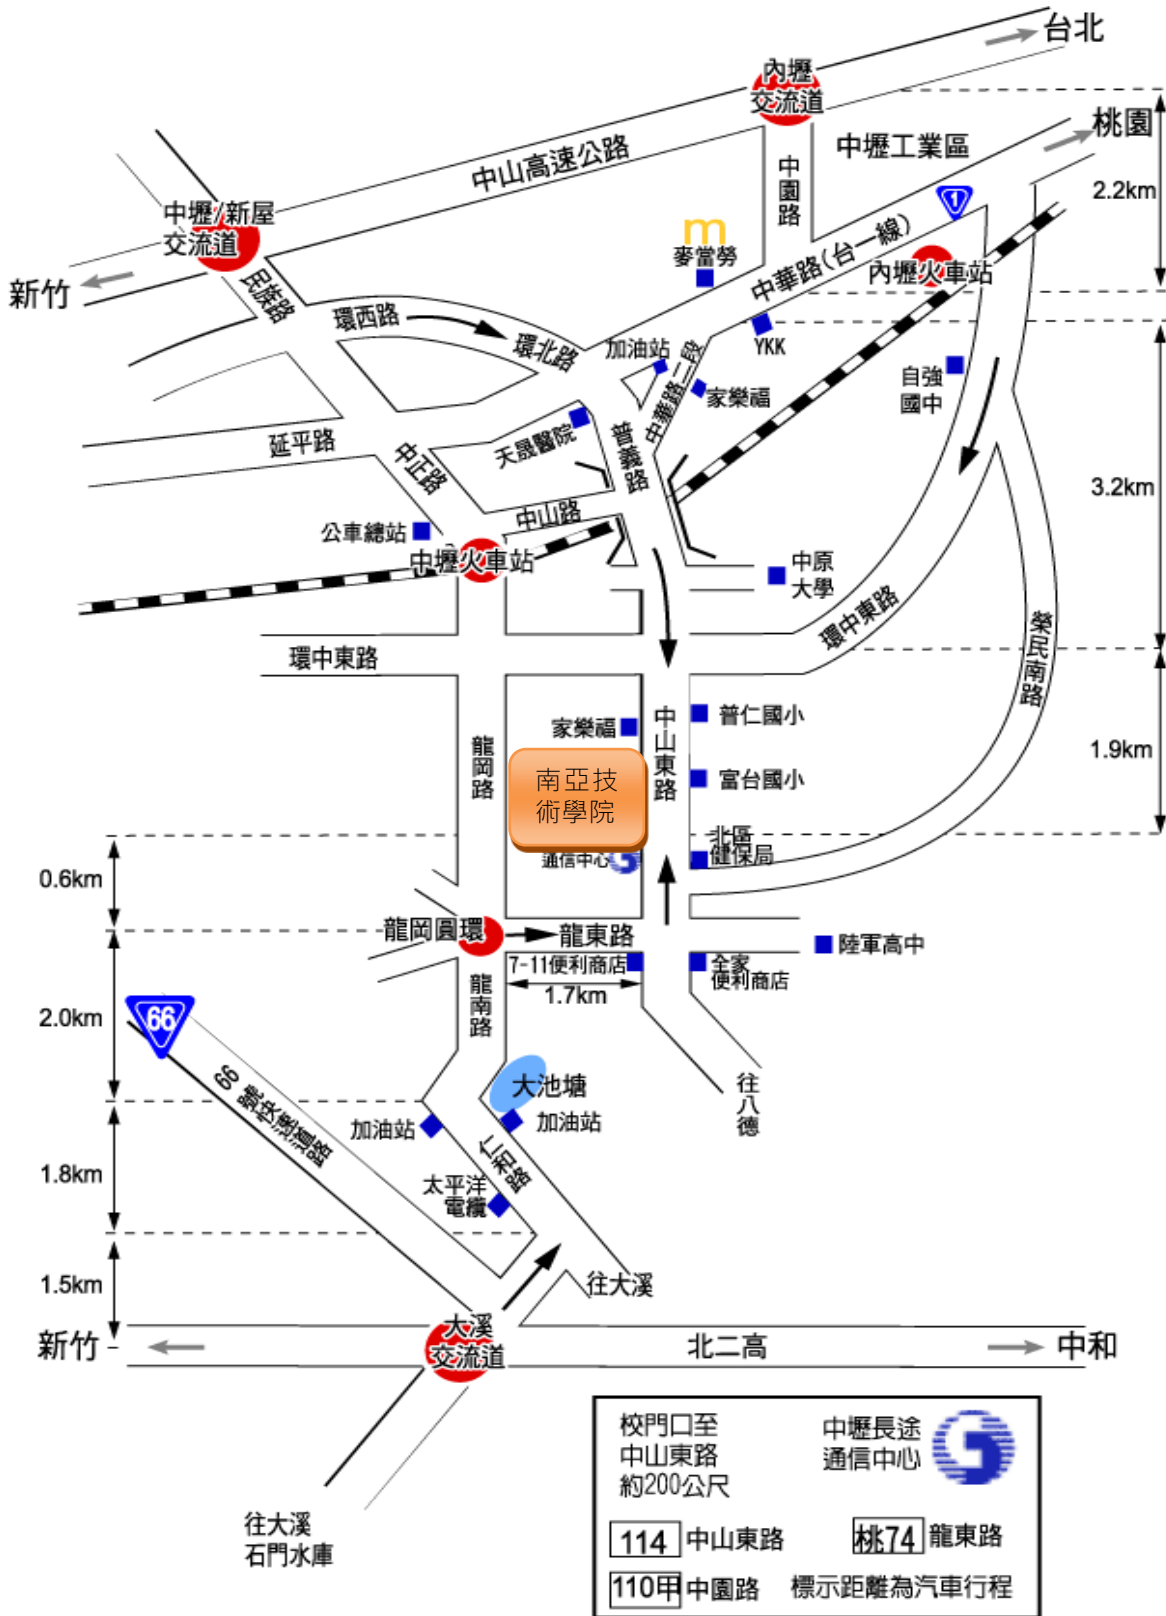 台北
內壢
交流道
桃園
中壢工業區
中山高速公路
中園路
2.2km
1
中壢/新屋
交流道
m
麥當勞
中華路(台一線)
內壢火車站
新竹
民族路
環西路
環北路
加油站
YKK
中華路二段
家樂福
自強
國中
延平路
中正路
天晟醫院
普義路
3.2km
中山路
公車總站
中壢火車站
中原
大學
環中東路
環中東路
榮民南路
家樂福
中山東路
普仁國小
龍岡路
南亞技
術學院
富台國小
1.9km
北區
健保局
通信中心
0.6km
龍岡圓環
龍東路
陸軍高中
7-11便利商店
全家
便利商店
1.7km
龍南路
2.0km
66
66號快速道路
大池塘
往八德
加油站
加油站
仁和路
1.8km
太平洋
電纜
1.5km
往大溪
新竹
大溪
交流道
北二高
中和
校門口至
中山東路
約200公尺
中壢長途
通信中心
114 中山東路
桃74 龍東路
110甲 中園路
標示距離為汽車行程
往大溪
石門水庫